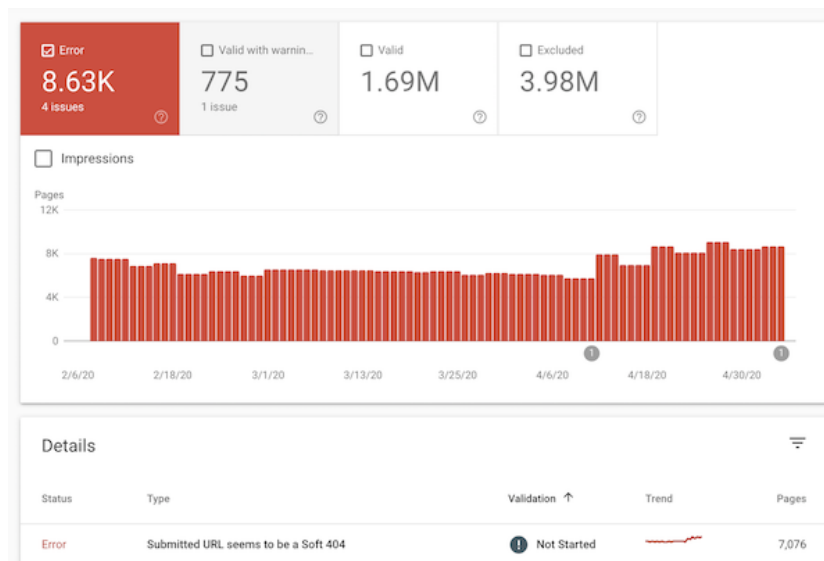 Error
8.63K
4 issues
Valid with warnin...
775
1 issue
Valid
1.69M
Excluded
3.98M
Impressions
Pages
12K
8K
4K
0
1 1
2/6/20 2/18/20 3/1/20 3/13/20 3/25/20 4/6/20 4/18/20 4/30/20
Details
Status Type Validation Trend Pages
Error Submitted URL seems to be a Soft 404 Not Started 7,076